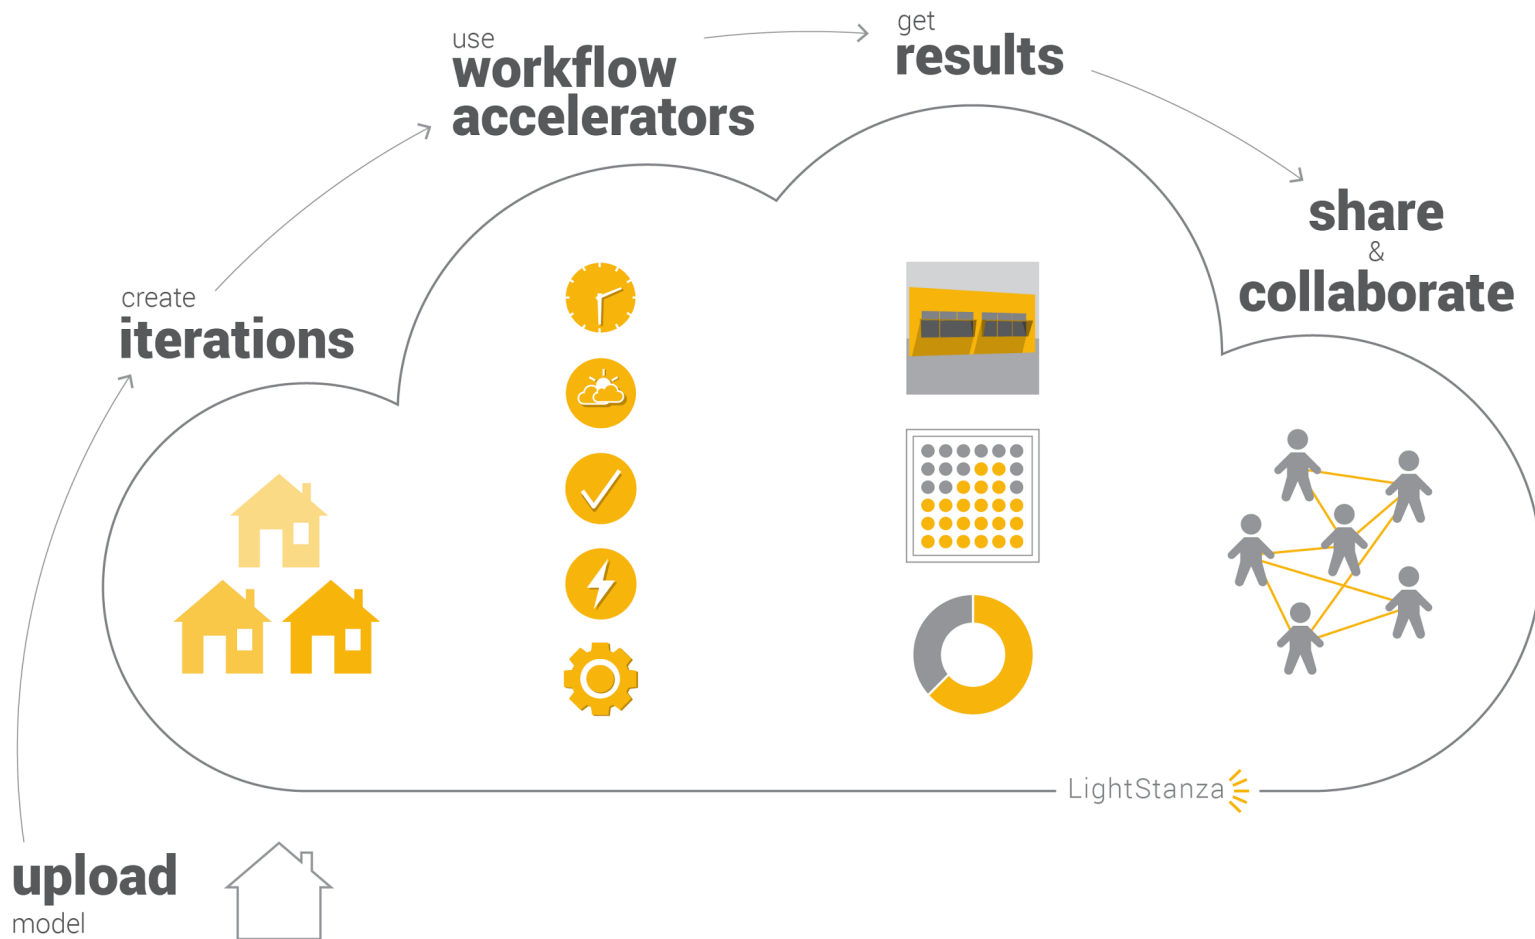 upload
model
create
iterations
use
workflow
accelerators
get
results
share
&
collaborate
LightStanza